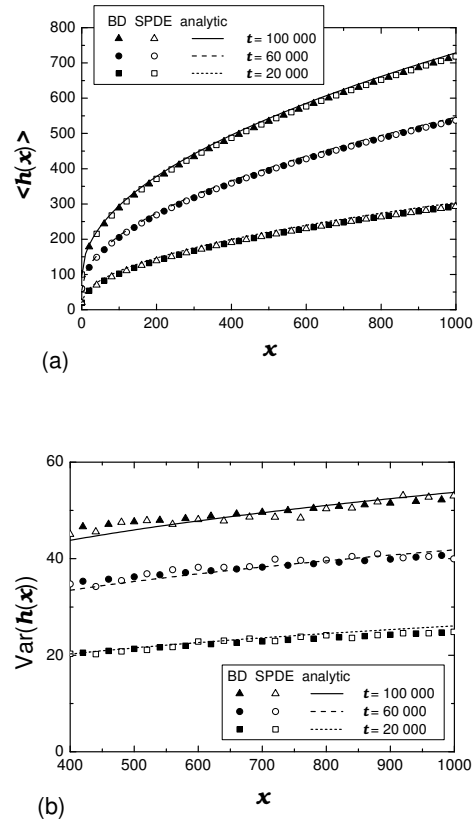 BD SPDE analytic
t = 100 000
t = 60 000
t = 20 000
800
700
600
500
400
300
200
100
0
<h(x)>
0 200 400 600 800 1000
x
(a)
60
40
20
0
Var(h(x))
BD SPDE analytic
t = 100 000
t = 60 000
t = 20 000
400 500 600 700 800 900 1000
x
(b)